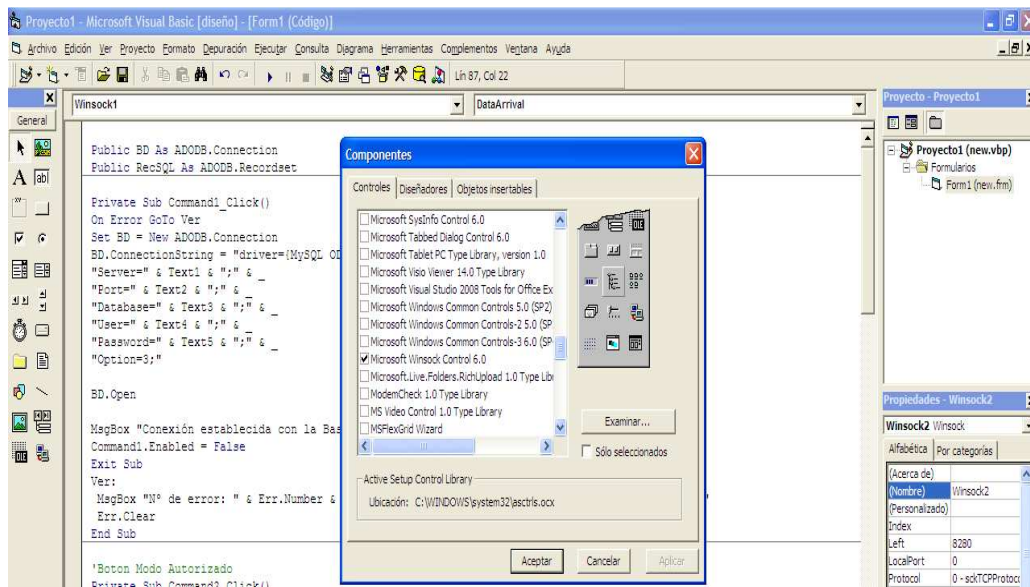 Proyecto1 - Microsoft Visual Basic [diseño] - [Form1 (Código)]
Archivo Edición Ver Proyecto Formato Depuración Ejecutar Consulta Diagrama Herramientas Complementos Ventana Ayuda
Lín 87, Col 22
General
Winsock1
DataArrival
Public BD As ADODB.Connection
Public RecSQL As ADODB.Recordset
Private Sub Command1_Click()
On Error GoTo Ver
Set BD = New ADODB.Connection
BD.ConnectionString = "driver={MySQL OD
"Server=" & Text1 & ";" & _
"Port=" & Text2 & ";" & _
"Database=" & Text3 & ";" & _
"User=" & Text4 & ";" & _
"Password=" & Text5 & ";" & _
"Option=3;"
BD.Open
MsgBox "Conexión establecida con la Bas
Command1.Enabled = False
Exit Sub
Ver:
MsgBox "Nº de error: " & Err.Number &
Err.Clear
End Sub
'Boton Modo Autorizado
Private Sub Command2_Click()
Componentes
Controles Diseñadores Objetos insertables
Microsoft SysInfo Control 6.0
Microsoft Tabbed Dialog Control 6.0
Microsoft Tablet PC Type Library, version 1.0
Microsoft Visio Viewer 14.0 Type Library
Microsoft Visual Studio 2008 Tools for Office Ex
Microsoft Windows Common Controls 5.0 (SP2)
Microsoft Windows Common Controls-2 5.0 (SP
Microsoft Windows Common Controls-3 6.0 (SP
Microsoft Winsock Control 6.0
Microsoft.Live.Folders.RichUpload 1.0 Type Libr
ModemCheck 1.0 Type Library
MS Video Control 1.0 Type Library
MSFlexGrid Wizard
Examinar...
Sólo seleccionados
Active Setup Control Library
Ubicación: C:\WINDOWS\system32\asctrls.ocx
Aceptar Cancelar Aplicar
Proyecto - Proyecto1
Proyecto1 (new.vbp)
Formularios
Form1 (new.frm)
Propiedades - Winsock2
Winsock2 Winsock
Alfabética Por categorías
(Acerca de)
(Nombre) Winsock2
(Personalizado)
Index
Left 8280
LocalPort 0
Protocol 0 - sckTCPProtoc